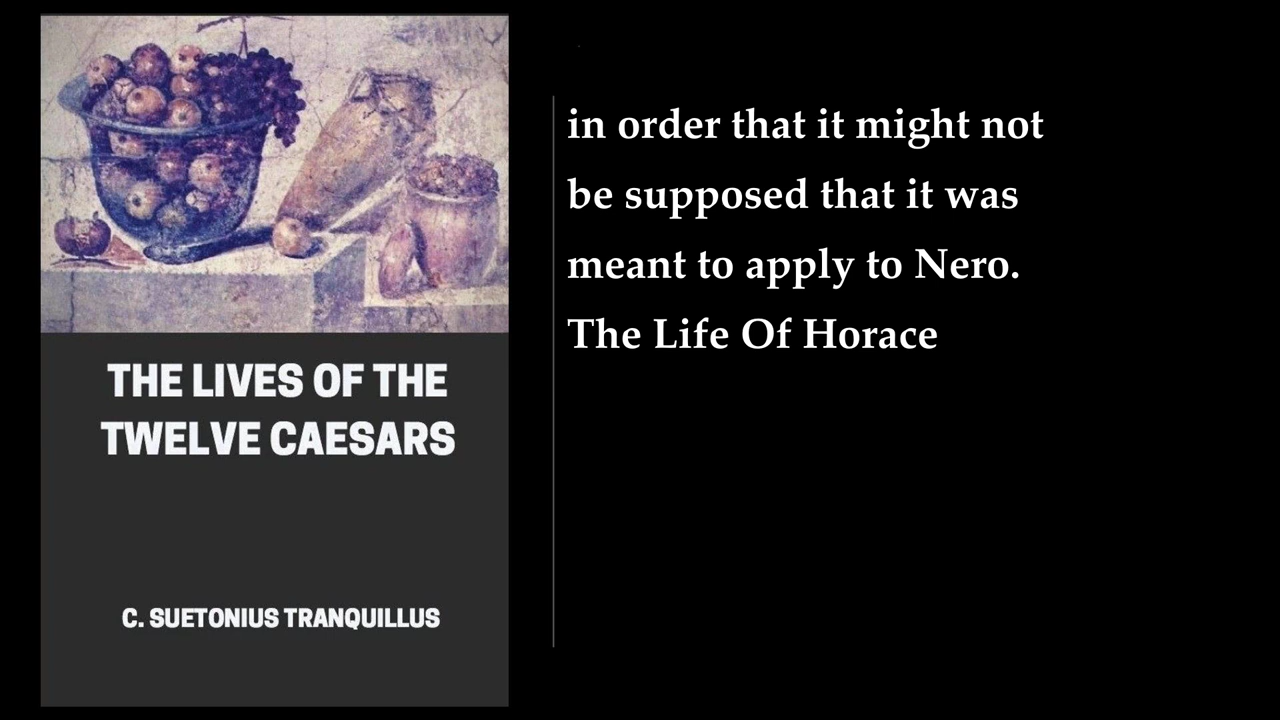 THE LIVES OF THE
TWELVE CAESARS
C. SUETONIUS TRANQUILLUS
in order that it might not
be supposed that it was
meant to apply to Nero.
The Life Of Horace